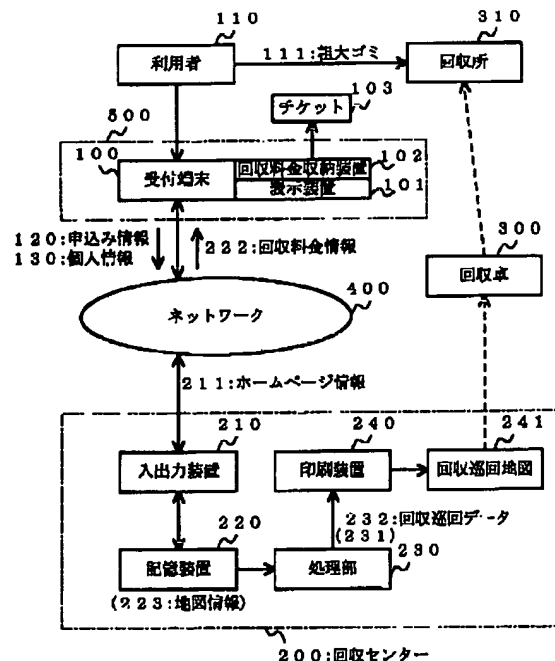 110
利用者
111:粗大ゴミ
310
回収所
103
チケット
500
100
受付端末
回収料金収納装置
102
表示装置
101
120:申込み情報
130:個人情報
222:回収料金情報
300
回収車
ネットワーク
400
211:ホームページ情報
210
入出力装置
240
印刷装置
241
回収巡回地図
220
記憶装置
(223:地図情報)
232:回収巡回データ
(231)
処理部
230
200:回収センター